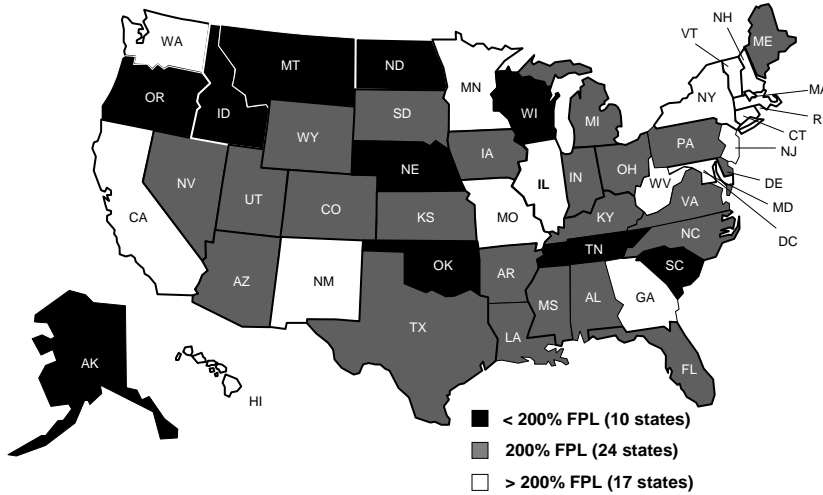 NH
VT
ME
WA
MT
ND
MN
OR
ID
WI
NY
MA
SD
MI
R
WY
CT
IA
PA
NJ
NE
NV
OH
IN
IL
DE
UT
WV
CO
VA
MD
CA
KS
MO
KY
DC
NC
TN
OK
SC
AZ
NM
AR
MS
AL
GA
TX
LA
AK
FL
HI
< 200% FPL (10 states)
200% FPL (24 states)
> 200% FPL (17 states)